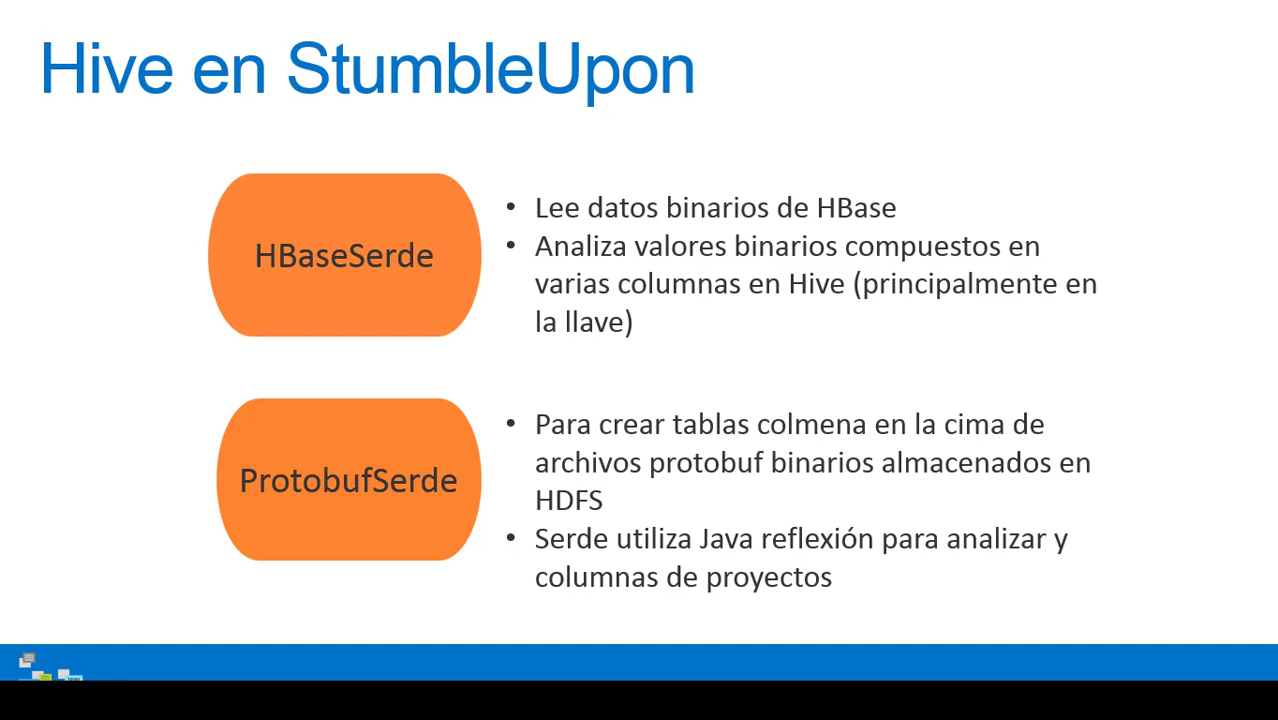 Hive en StumbleUpon
HBaseSerde
• Lee datos binarios de HBase
• Analiza valores binarios compuestos en
varias columnas en Hive (principalmente en
la llave)
ProtobufSerde
• Para crear tablas colmena en la cima de
archivos protobuf binarios almacenados en
HDFS
• Serde utiliza Java reflexión para analizar y
columnas de proyectos